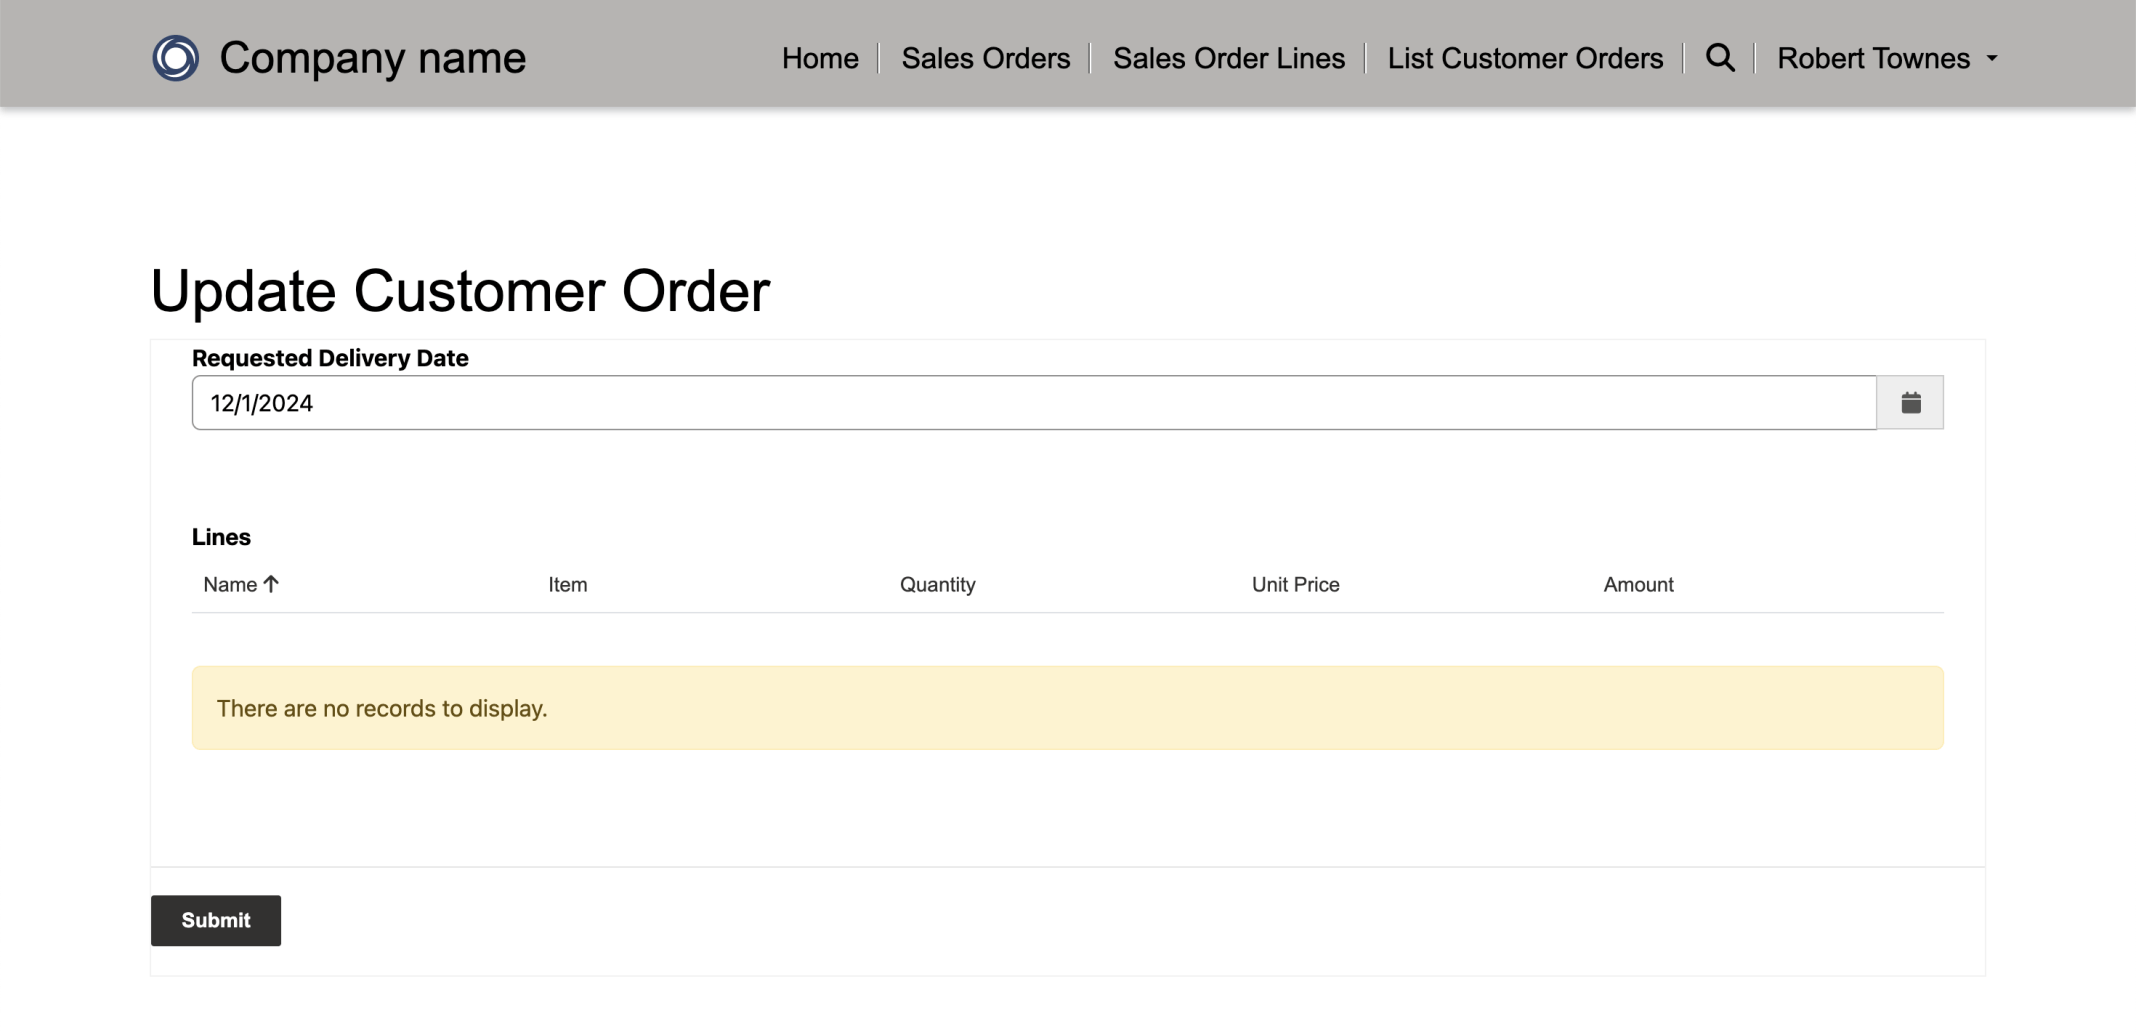 Company name
Home
Sales Orders
Sales Order Lines
List Customer Orders
Robert Townes
Update Customer Order
Requested Delivery Date
12/1/2024
Lines
Name Item Quantity Unit Price Amount
There are no records to display.
Submit